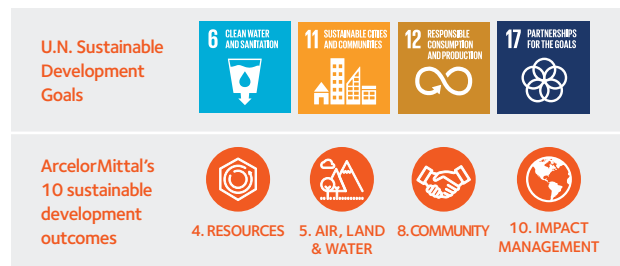 U.N. Sustainable
Development
Goals
6 CLEAN WATER
AND SANITATION
11 SUSTAINABLE CITIES
AND COMMUNITIES
12 RESPONSIBLE
CONSUMPTION
AND PRODUCTION
17 PARTNERSHIPS
FOR THE GOALS
ArcelorMittal's
10 sustainable
development
outcomes
4. RESOURCES
5. AIR, LAND
& WATER
8. COMMUNITY
10. IMPACT
MANAGEMENT